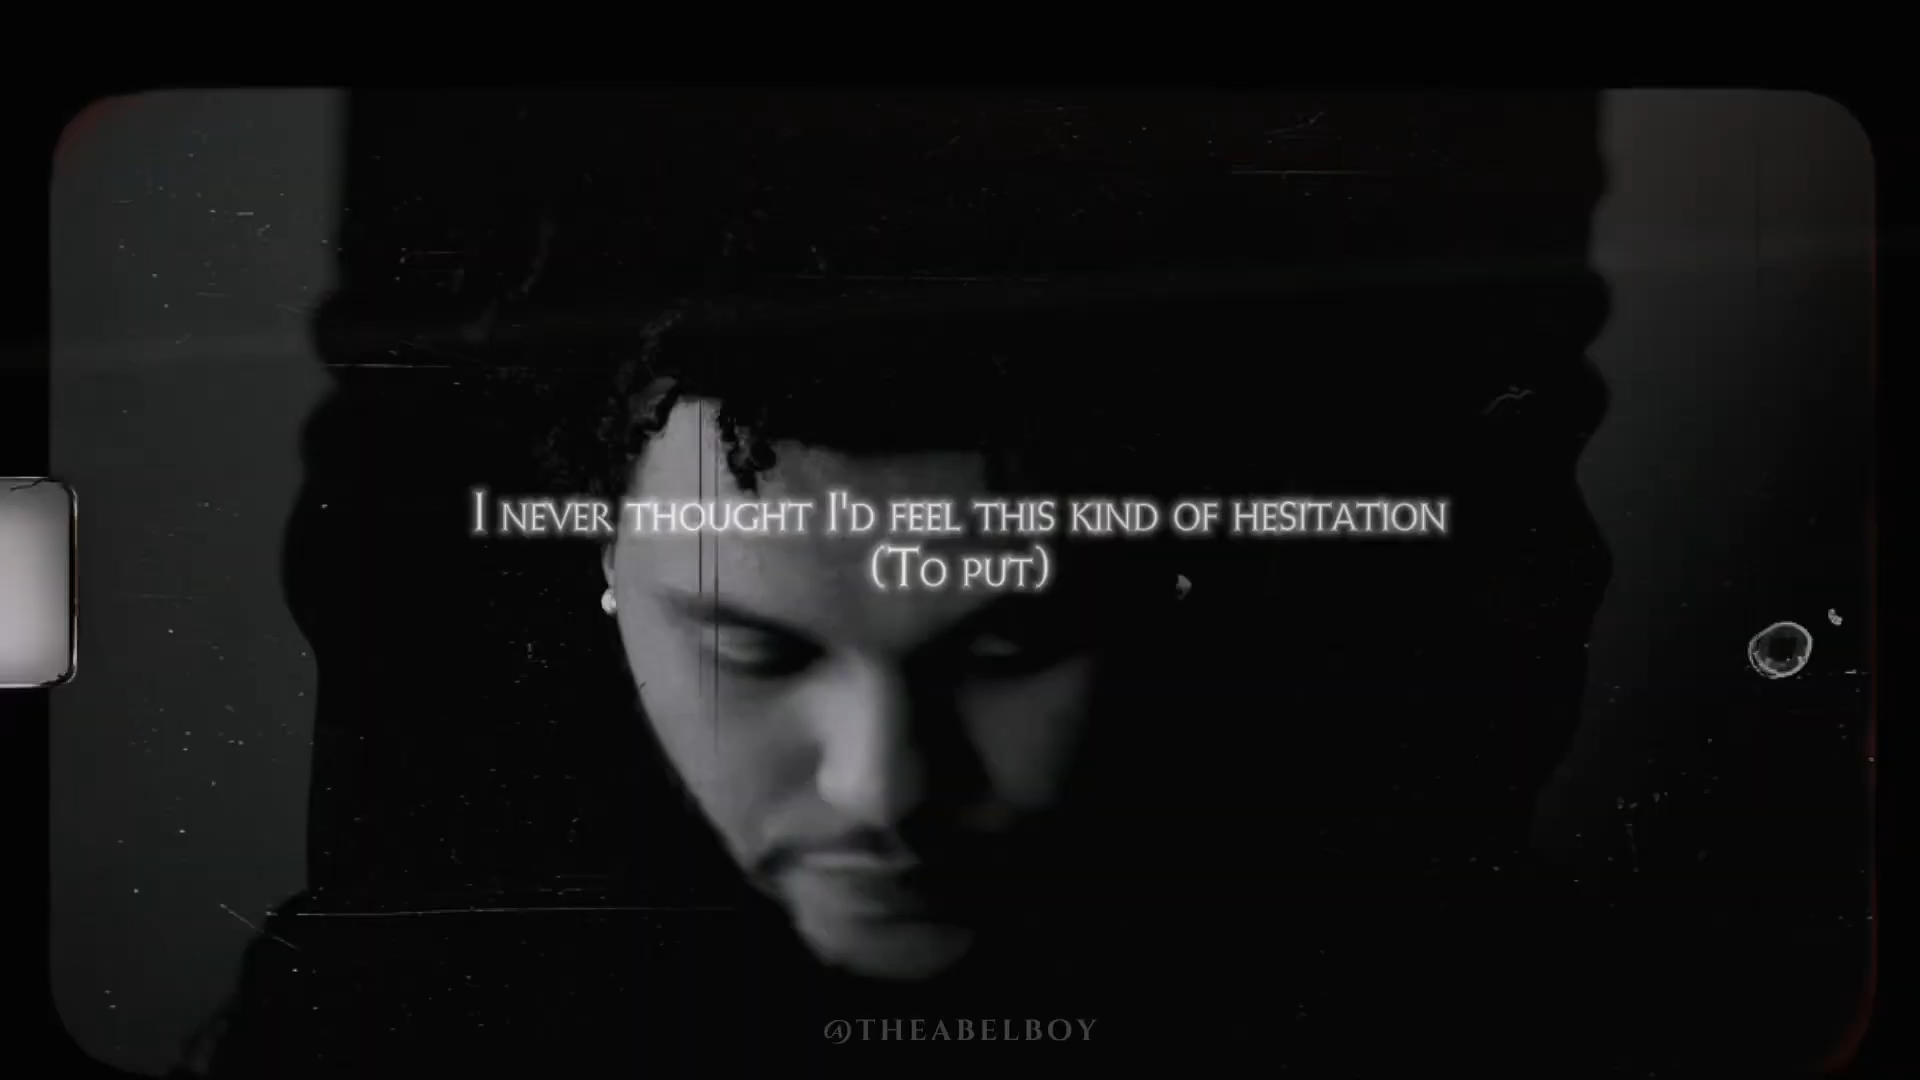 I never thought I'd feel this kind of hesitation
(To put)
@THEABELBOY